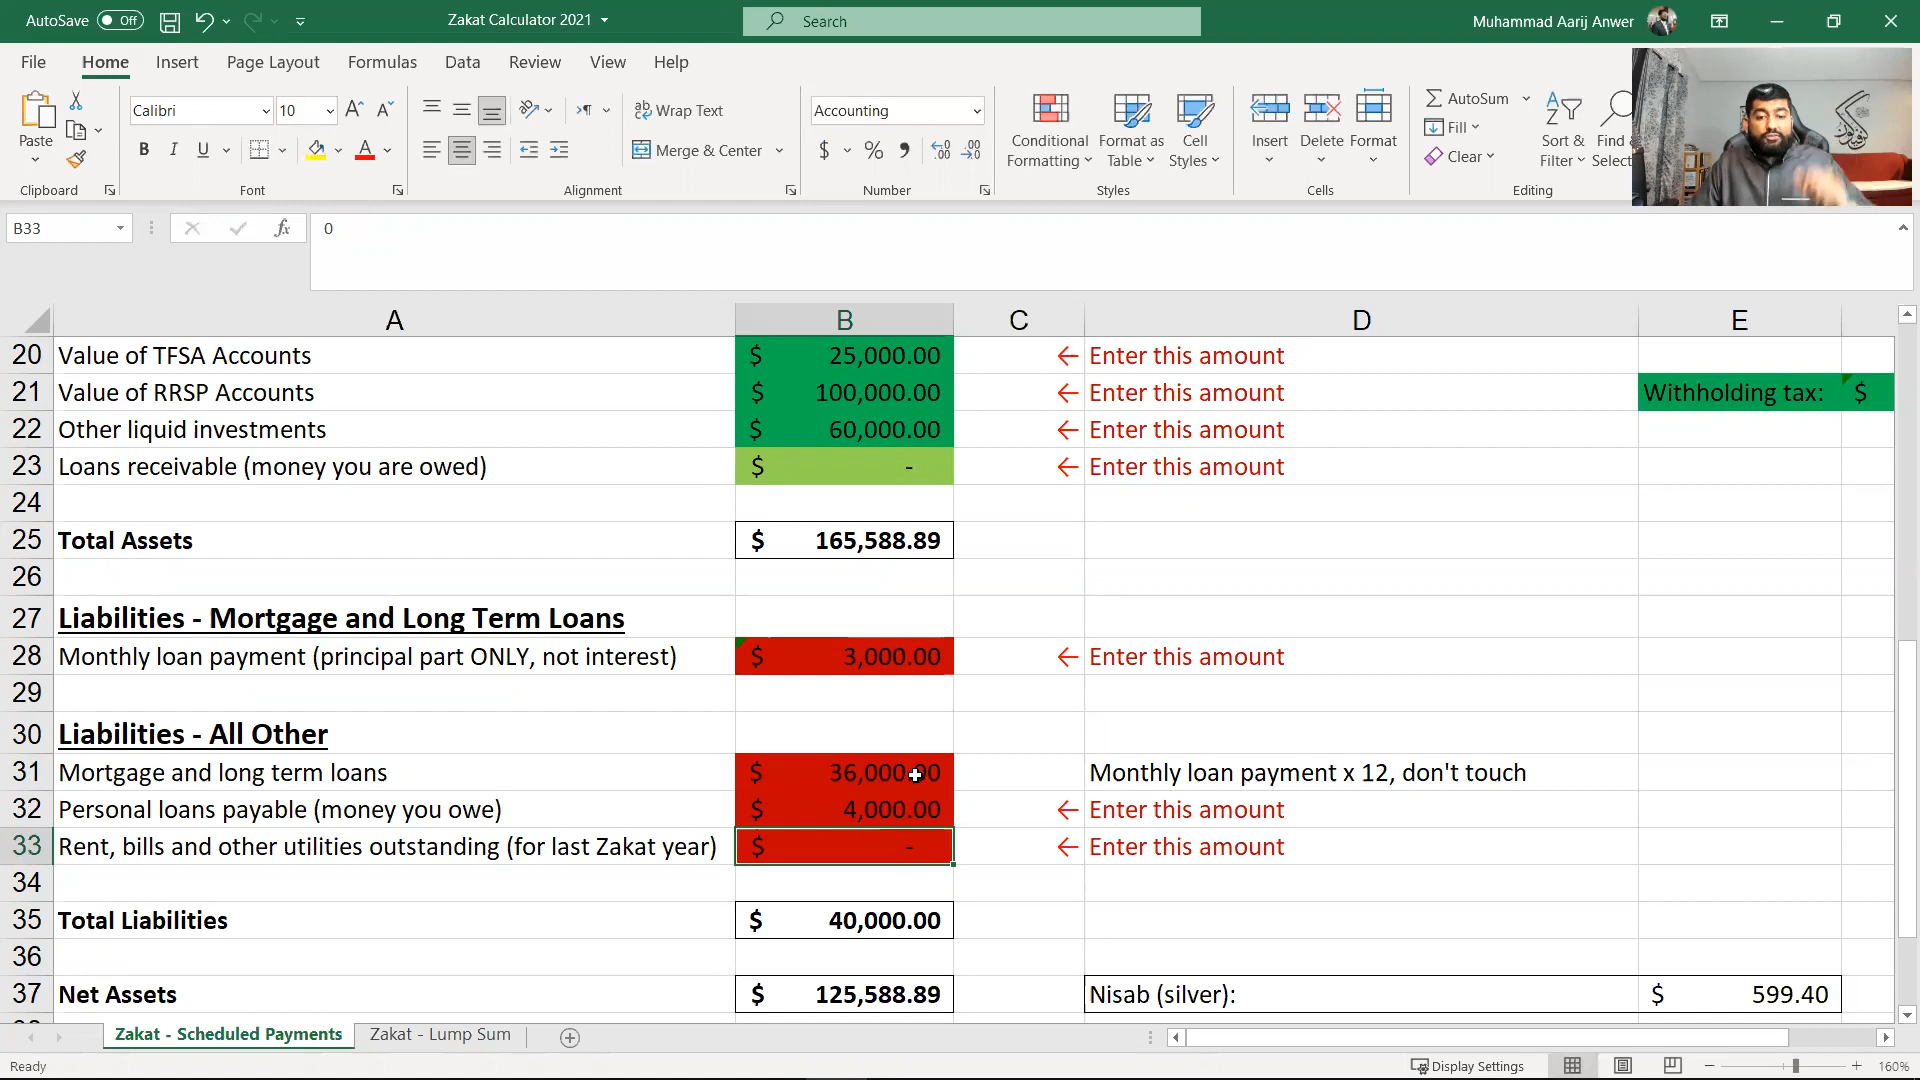 AutoSave Off Zakat Calculator 2021 Search Muhammad Aarij Anwer
File Home Insert Page Layout Formulas Data Review View Help
Calibri 10 Wrap Text Accounting AutoSum
Paste Conditional Formatting Format as Table Cell Styles Insert Delete Format Fill Sort & Filter Find Select
B I U A Merge & Center $ % Clear
Clipboard Font Alignment Number Styles Cells Editing
B33 fx 0
A B C D E
20 Value of TFSA Accounts $ 25,000.00 ← Enter this amount
21 Value of RRSP Accounts $ 100,000.00 ← Enter this amount Withholding tax: $
22 Other liquid investments $ 60,000.00 ← Enter this amount
23 Loans receivable (money you are owed) $ - ← Enter this amount
24
25 Total Assets $ 165,588.89
26
27 Liabilities - Mortgage and Long Term Loans
28 Monthly loan payment (principal part ONLY, not interest) $ 3,000.00 ← Enter this amount
29
30 Liabilities - All Other
31 Mortgage and long term loans $ 36,000.00 Monthly loan payment x 12, don't touch
32 Personal loans payable (money you owe) $ 4,000.00 ← Enter this amount
33 Rent, bills and other utilities outstanding (for last Zakat year) $ - ← Enter this amount
34
35 Total Liabilities $ 40,000.00
36
37 Net Assets $ 125,588.89 Nisab (silver): $ 599.40
Zakat - Scheduled Payments Zakat - Lump Sum
Ready Display Settings 160%